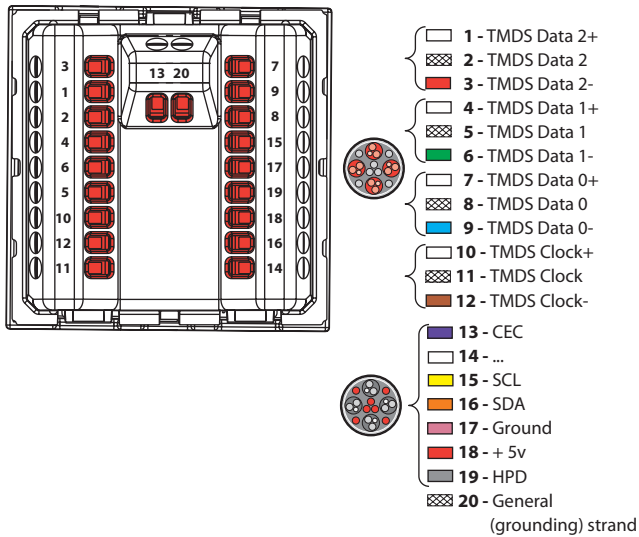 3
1
2
4
6
5
10
12
11
13 20
7
9
8
15
17
19
18
16
14
1 - TMDS Data 2+
2 - TMDS Data 2
3 - TMDS Data 2-
4 - TMDS Data 1+
5 - TMDS Data 1
6 - TMDS Data 1-
7 - TMDS Data 0+
8 - TMDS Data 0
9 - TMDS Data 0-
10 - TMDS Clock+
11 - TMDS Clock
12 - TMDS Clock-
13 - CEC
14 - ...
15 - SCL
16 - SDA
17 - Ground
18 - + 5v
19 - HPD
20 - General
(grounding) strand